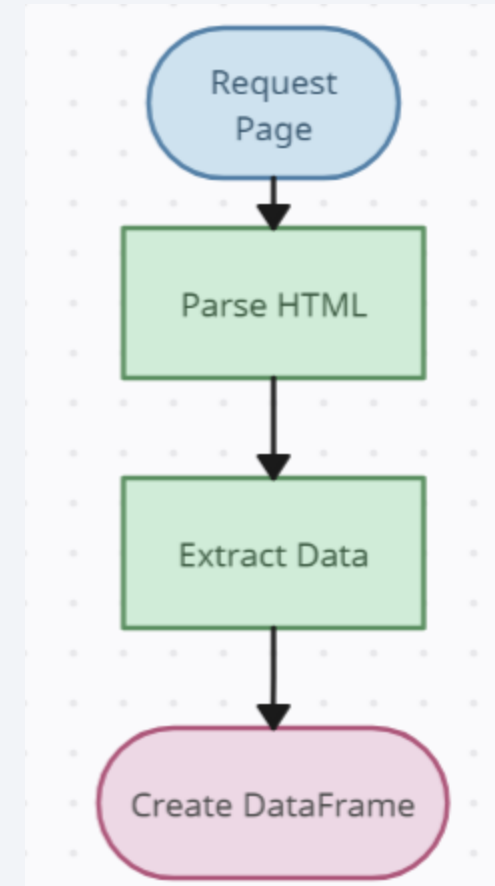 Request
Page
Parse HTML
Extract Data
Create DataFrame